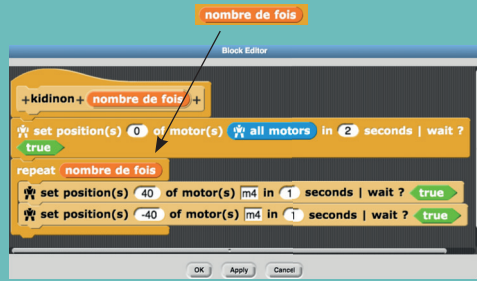 nombre de fois
Block Editor
+ kidinon + nombre de fois +
set position(s) 0 of motor(s) all motors in 2 seconds | wait ?
true
repeat nombre de fois
set position(s) 40 of motor(s) m4 in 1 seconds | wait ? true
set position(s) -40 of motor(s) m4 in 1 seconds | wait ? true
OK Apply Cancel